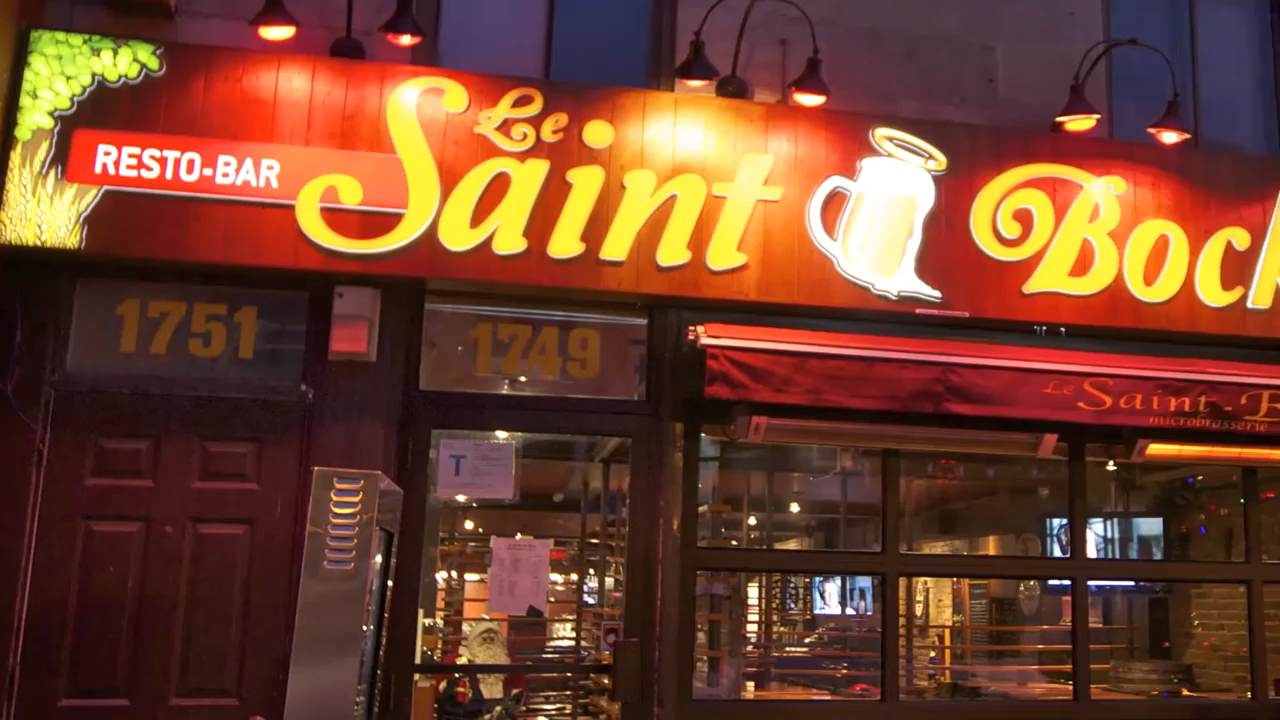 RESTO-BAR
Le
Saint Bock
1751
1749
T
Le Saint-B
microbrasserie